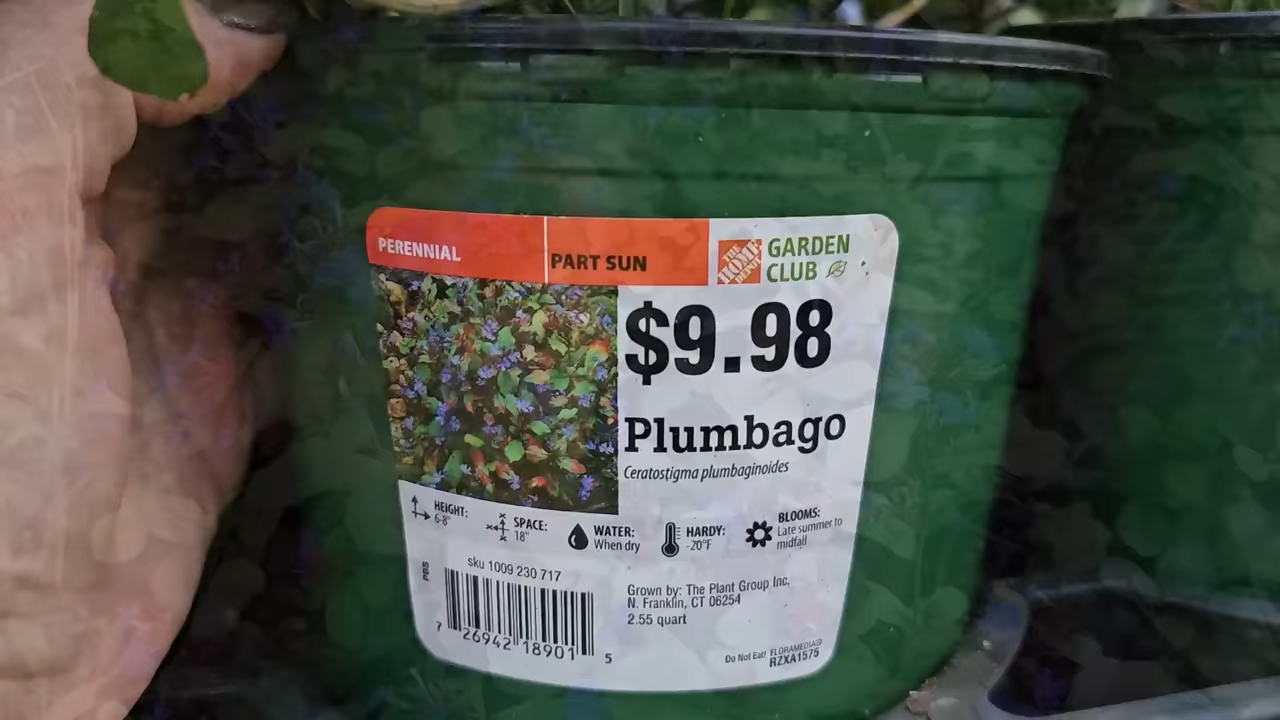 PERENNIAL
PART SUN
THE HOME DEPOT
GARDEN CLUB
$9.98
Plumbago
Ceratostigma plumbaginoides
HEIGHT:
6-8"
SPACE:
18"
WATER:
When dry
HARDY:
-20°F
BLOOMS:
Late summer to
midfall
PB5
sku 1009 230 717
7 26942 18901 5
Grown by: The Plant Group Inc.
N. Franklin, CT 06254
2.55 quart
Do Not Eat! FLORAMEDIA®
RZXA1575